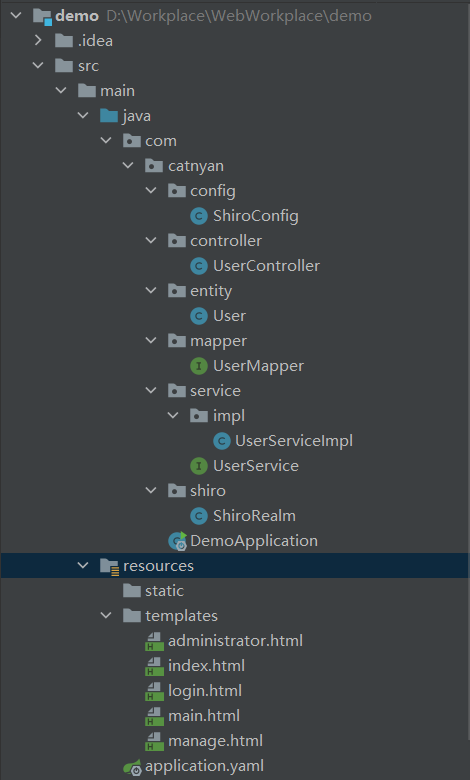 demo D:\Workplace\WebWorkplace\demo
.idea
src
main
java
com
catnyan
config
ShiroConfig
controller
UserController
entity
User
mapper
UserMapper
service
impl
UserServiceImpl
UserService
shiro
ShiroRealm
DemoApplication
resources
static
templates
administrator.html
index.html
login.html
main.html
manage.html
application.yaml